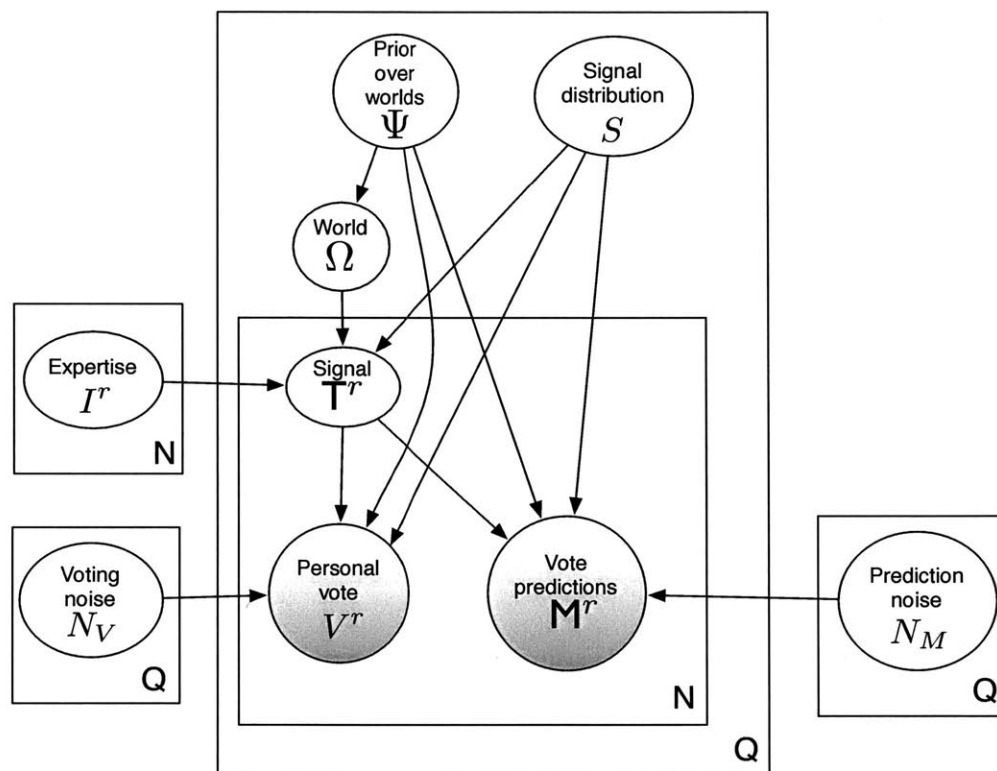 Prior
over
worlds
Ψ
Signal
distribution
S
World
Ω
Expertise
I^r
N
Signal
T^r
Voting
noise
N_V
Q
Personal
vote
V^r
Vote
predictions
M^r
Prediction
noise
N_M
Q
N
Q